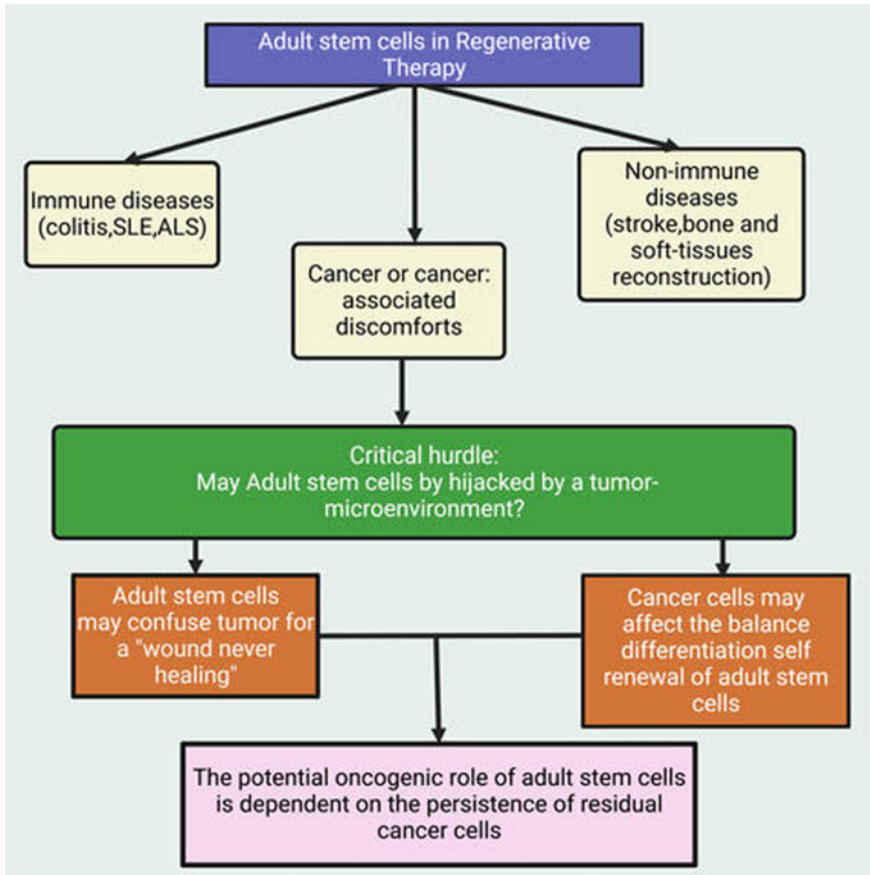 Adult stem cells in Regenerative
Therapy
Immune diseases
(colitis,SLE,ALS)
Cancer or cancer:
associated
discomforts
Non-immune
diseases
(stroke,bone and
soft-tissues
reconstruction)
Critical hurdle:
May Adult stem cells by hijacked by a tumor-
microenvironment?
Adult stem cells
may confuse tumor for
a "wound never
healing"
Cancer cells may
affect the balance
differentiation self
renewal of adult stem
cells
The potential oncogenic role of adult stem cells
is dependent on the persistence of residual
cancer cells